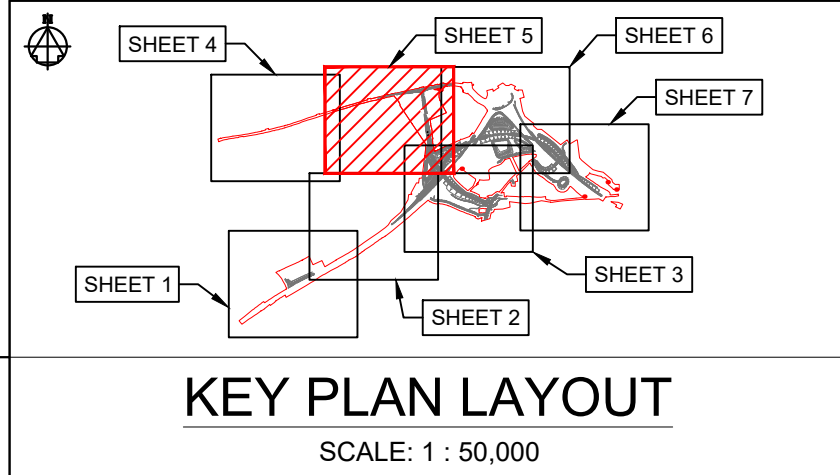 N
SHEET 4
SHEET 5
SHEET 6
SHEET 7
SHEET 1
SHEET 2
SHEET 3
KEY PLAN LAYOUT
SCALE: 1 : 50,000